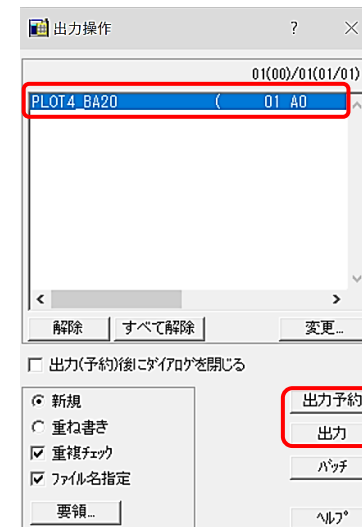 出力操作 ?
01(00)/01(01/01)
PLOT4_BA20 ( 01 A0
解除 すべて解除 変更...
出力(予約)後にダイアログを閉じる
新規
重ね書き
重複チェック
ファイル名指定
要領...
出力予約
出力
バッチ
ヘルプ